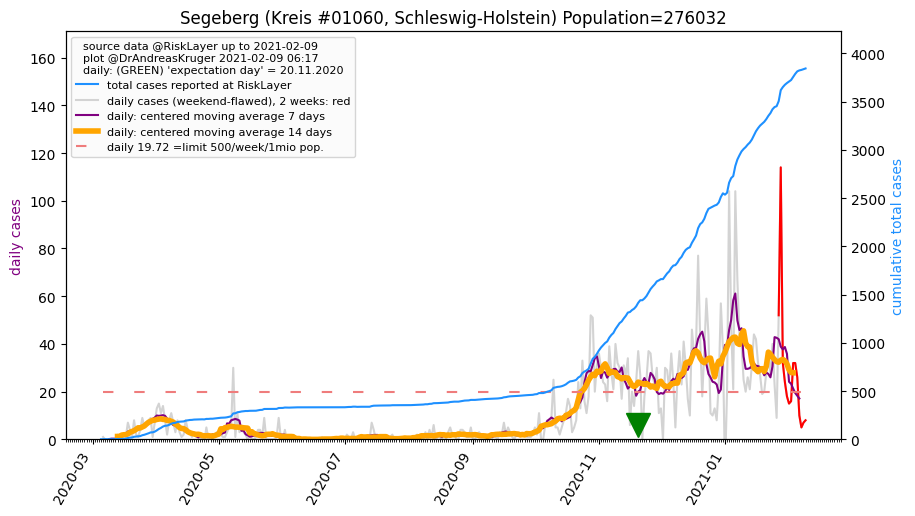 Segeberg (Kreis #01060, Schleswig-Holstein) Population=276032
source data @RiskLayer up to 2021-02-09
plot @DrAndreasKruger 2021-02-09 06:17
daily: (GREEN) 'expectation day' = 20.11.2020
total cases reported at RiskLayer
daily cases (weekend-flawed), 2 weeks: red
daily: centered moving average 7 days
daily: centered moving average 14 days
daily 19.72 =limit 500/week/1mio pop.
daily cases
160
140
120
100
80
60
40
20
0
cumulative total cases
4000
3500
3000
2500
2000
1500
1000
500
0
2020-03
2020-05
2020-07
2020-09
2020-11
2021-01